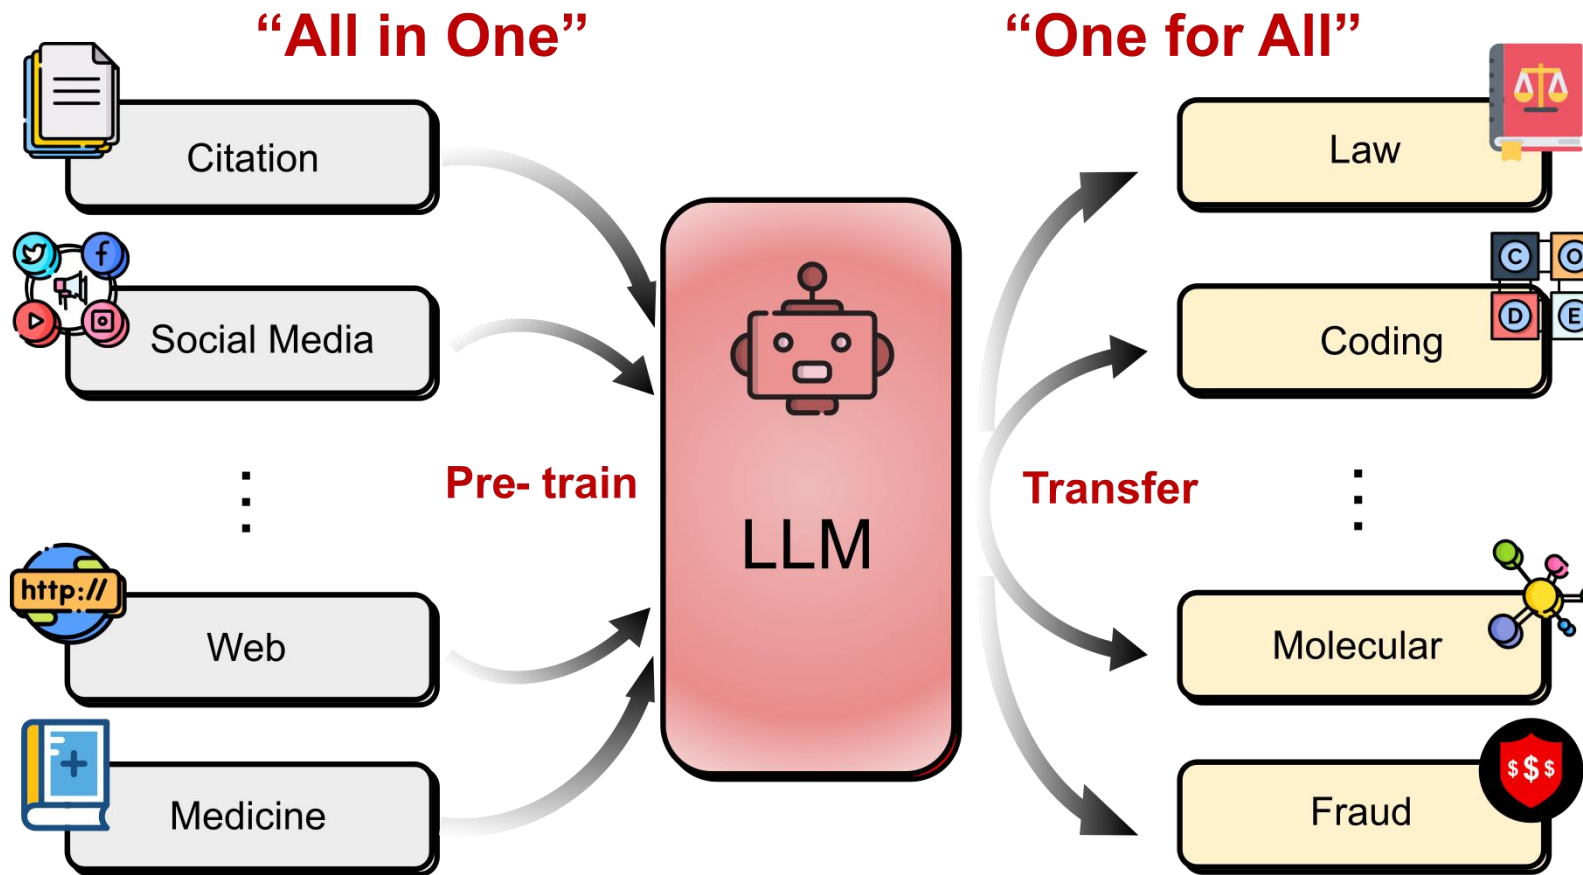 “All in One”
“One for All”
Citation
Social Media
http://
Web
Medicine
Pre- train
LLM
Transfer
Law
C O
D E
Coding
Molecular
$$$
Fraud